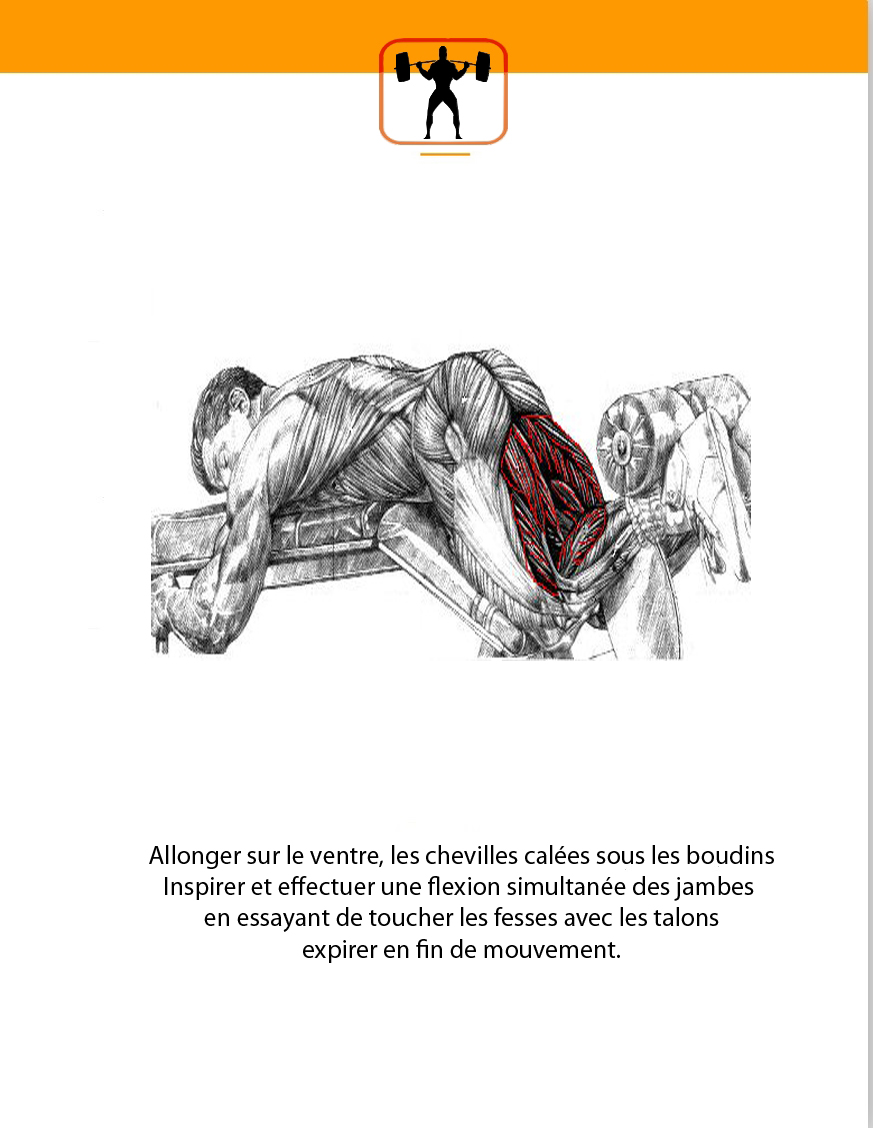 Allonger sur le ventre, les chevilles calées sous les boudins
Inspirer et effectuer une flexion simultanée des jambes
en essayant de toucher les fesses avec les talons
expirer en fin de mouvement.